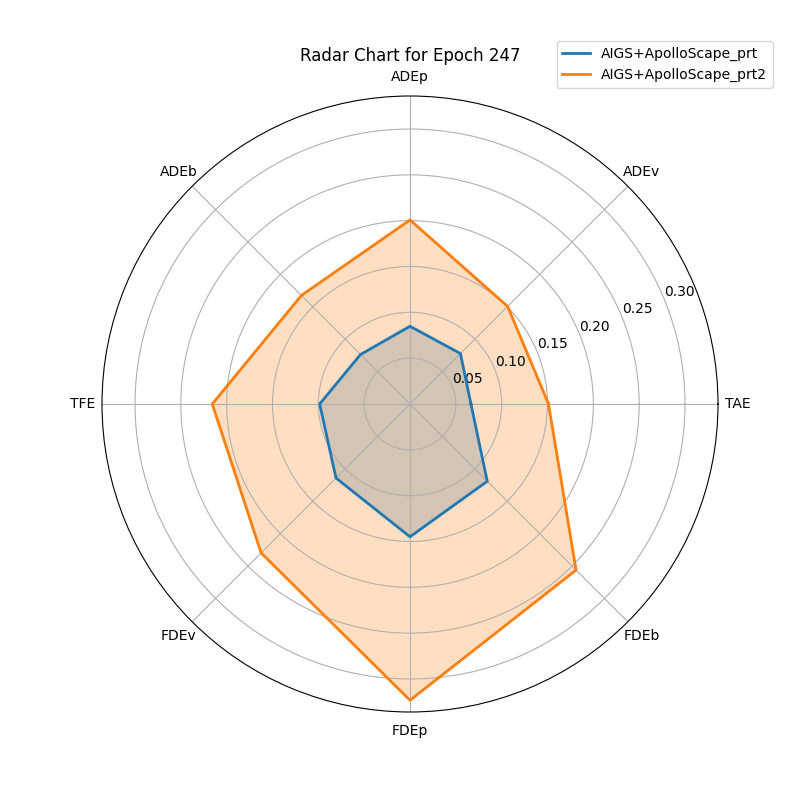 AIGS+ApolloScape_prt
AIGS+ApolloScape_prt2
Radar Chart for Epoch 247
ADEp
ADEb
ADEv
0.30
0.25
0.20
0.15
0.10
0.05
TFE
TAE
FDEv
FDEb
FDEp